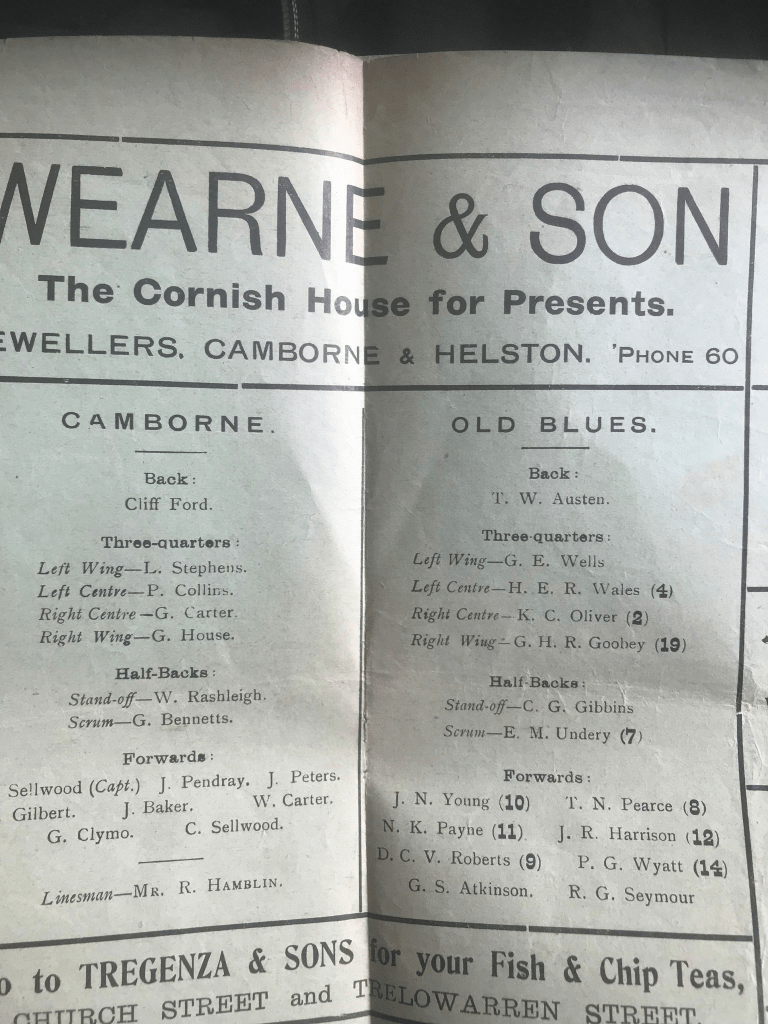 WEARNE & SON
The Cornish House for Presents.
EWELLERS, CAMBORNE & HELSTON. 'PHONE 60
CAMBORNE.
Back:
Cliff Ford.
Three-quarters:
Left Wing—L. Stephens.
Left Centre—P. Collins.
Right Centre—G. Carter.
Right Wing—G. House.
Half-Backs:
Stand-off—W. Rashleigh.
Scrum—G. Bennetts.
Forwards:
Sellwood (Capt.) J. Pendray. J. Peters.
Gilbert. J. Baker. W. Carter.
G. Clymo. C. Sellwood.
Linesman—MR. R. HAMBLIN.
OLD BLUES.
Back:
T. W. Austen.
Three-quarters:
Left Wing—G. E. Wells
Left Centre—H. E. R. Wales (4)
Right Centre—K. C. Oliver (2)
Right Wiug—G. H. R. Goobey (19)
Half-Backs:
Stand-off—C. G. Gibbins
Scrum—E. M. Undery (7)
Forwards:
J. N. Young (10) T. N. Pearce (8)
N. K. Payne (11) J. R. Harrison (12)
D. C. V. Roberts (9) P. G. Wyatt (14)
G. S. Atkinson. R. G. Seymour
o to TREGENZA & SONS for your Fish & Chip Teas,
CHURCH STREET and TRELOWARREN STREET